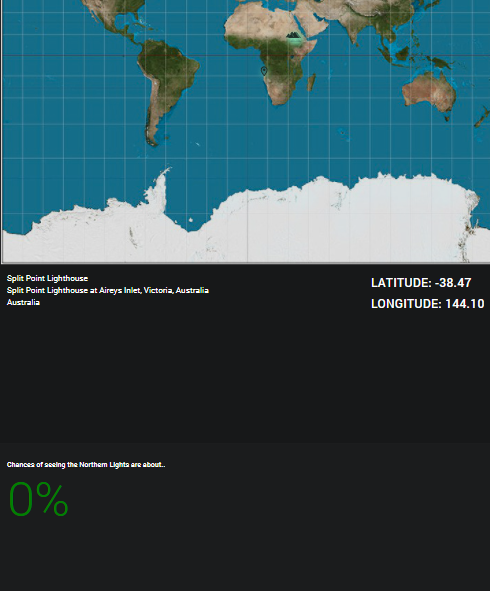 Split Point Lighthouse
Split Point Lighthouse at Aireys Inlet, Victoria, Australia
Australia
LATITUDE: -38.47
LONGITUDE: 144.10
Chances of seeing the Northern Lights are about..
0%